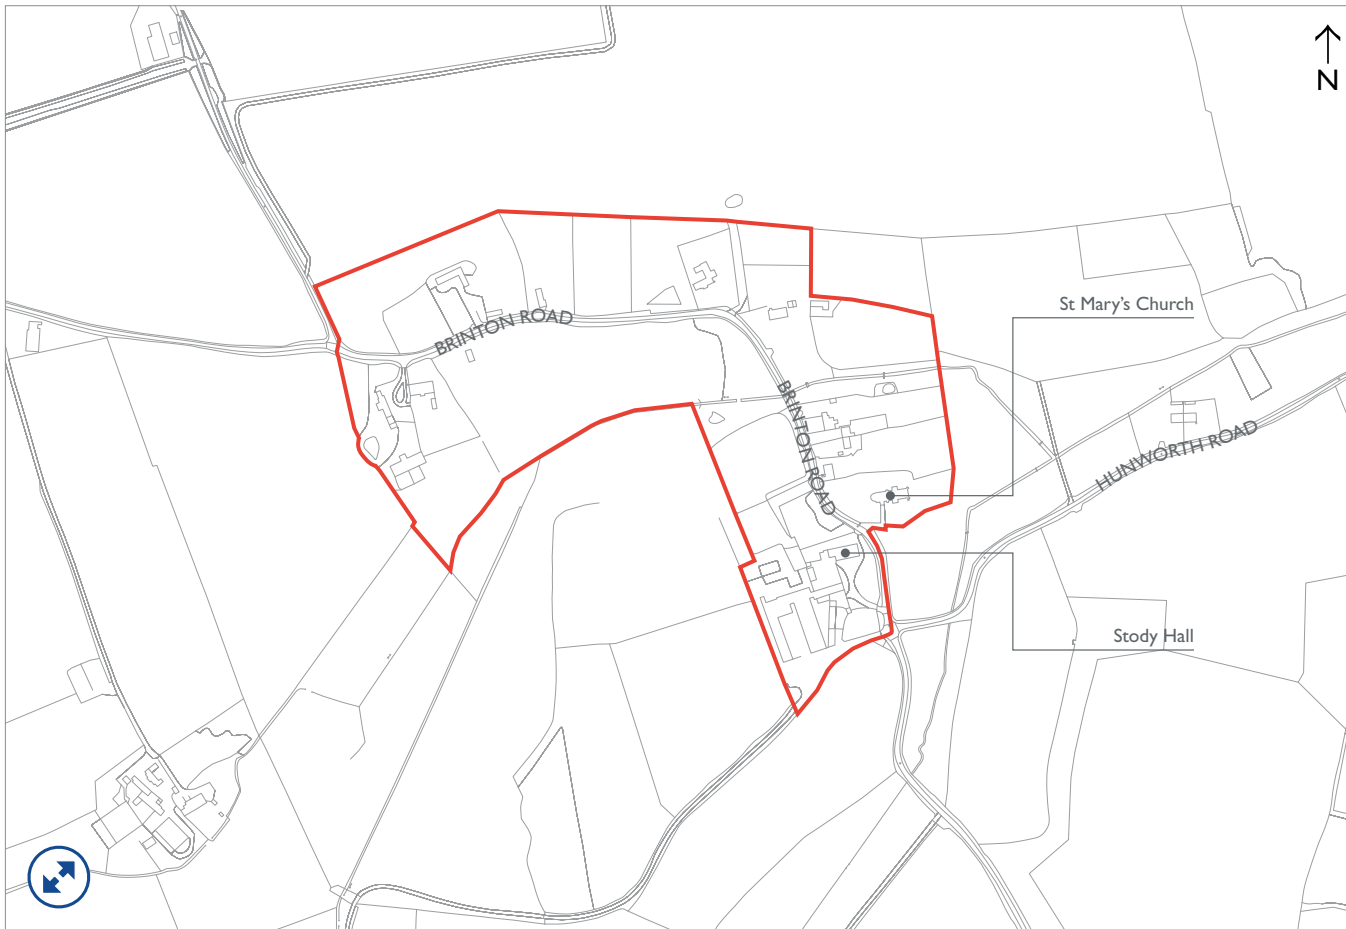 N
St Mary's Church
BRINTON ROAD
BRINTON ROAD
HUNWORTH ROAD
Stody Hall